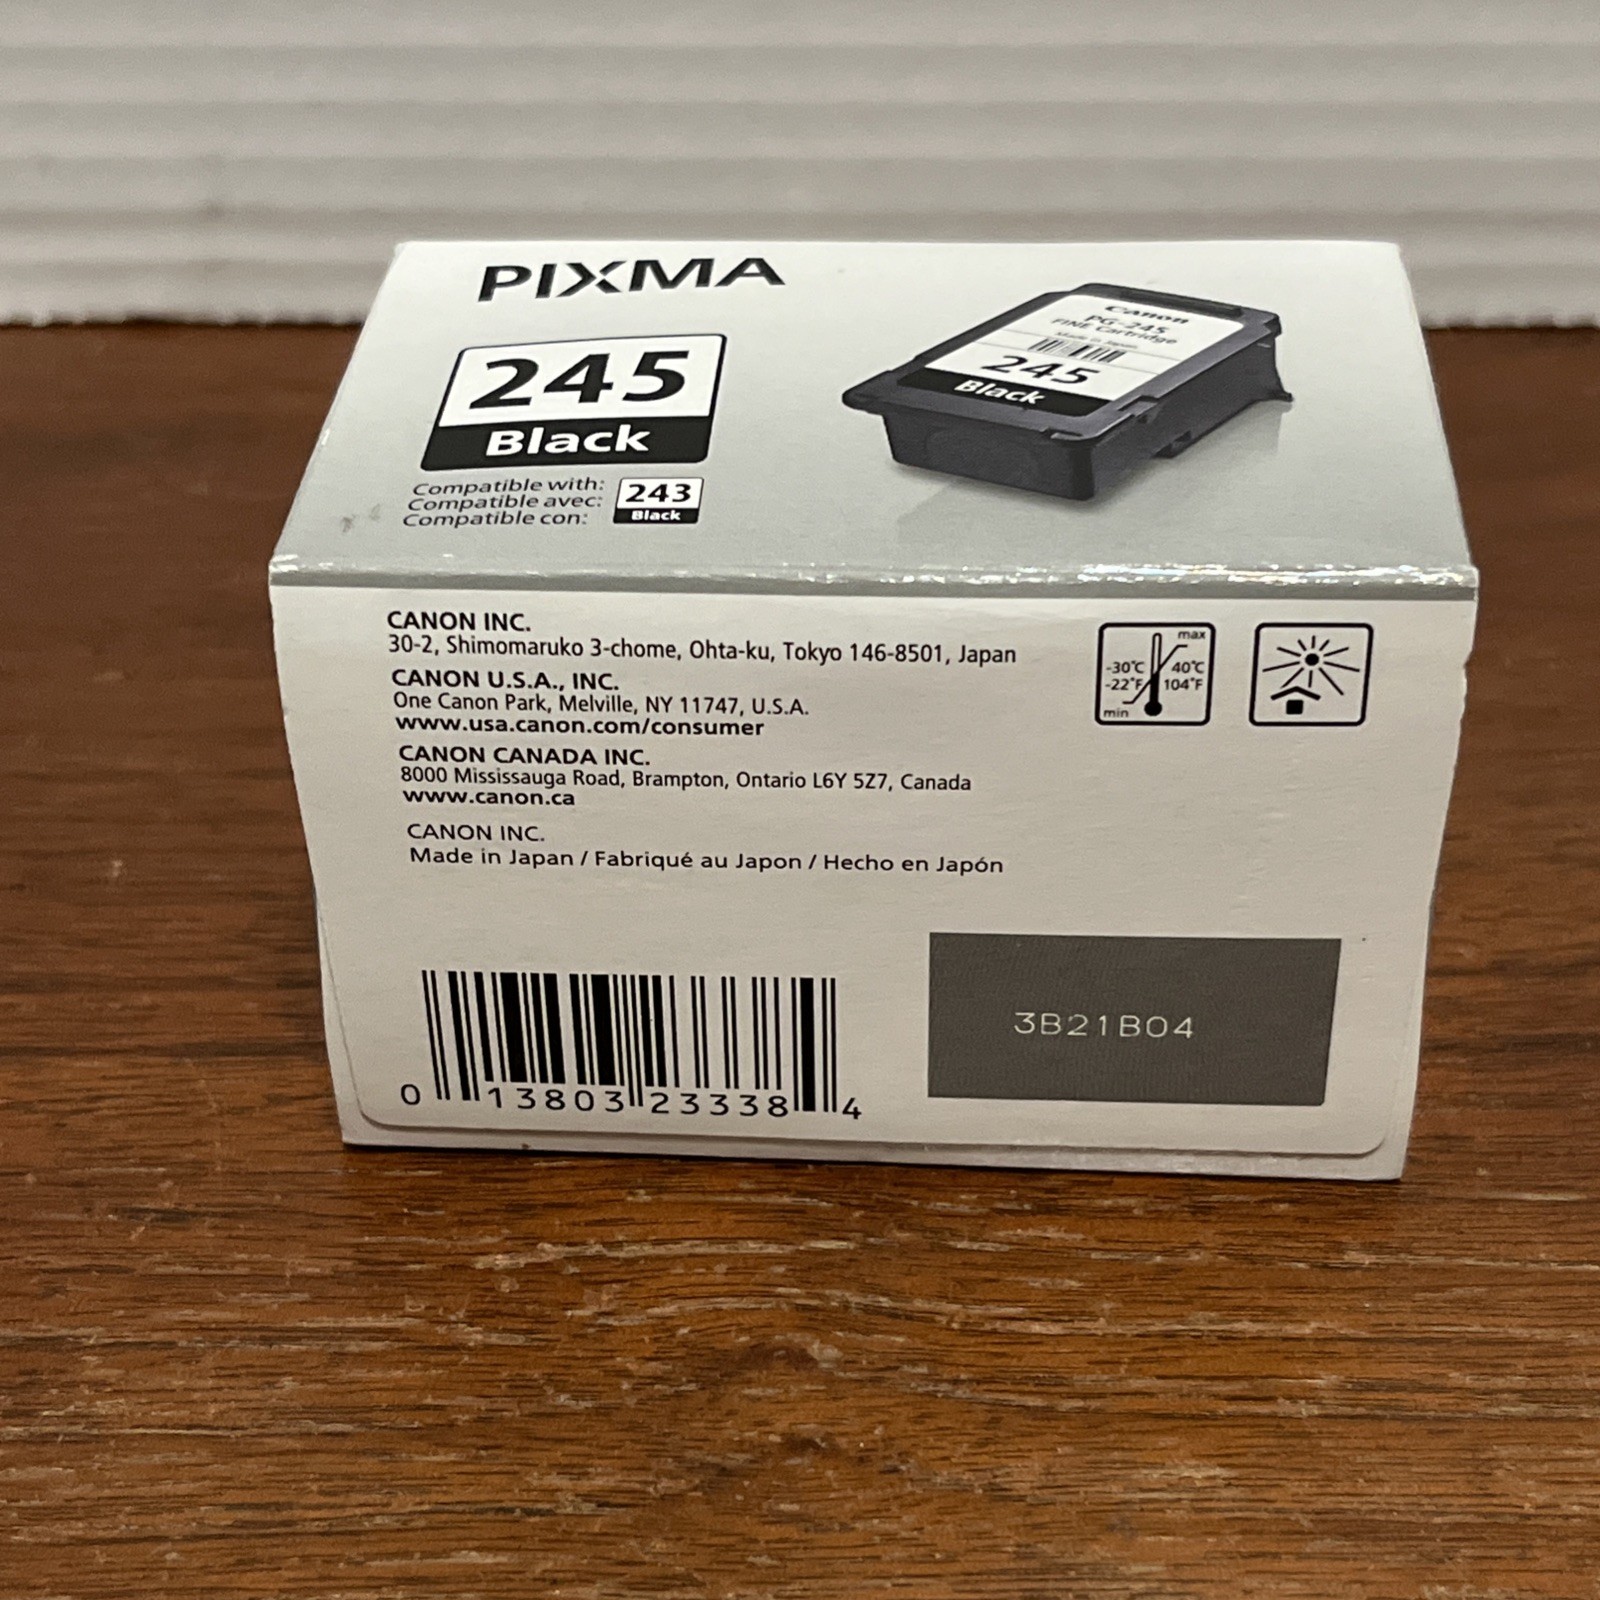 PIXMA
245
Black
Compatible with:
Compatible avec:
Compatible con:
243
Black
Canon
PG-245
FINE Cartridge
Made in Japan
245
Black
CANON INC.
30-2, Shimomaruko 3-chome, Ohta-ku, Tokyo 146-8501, Japan
CANON U.S.A., INC.
One Canon Park, Melville, NY 11747, U.S.A.
www.usa.canon.com/consumer
CANON CANADA INC.
8000 Mississauga Road, Brampton, Ontario L6Y 5Z7, Canada
www.canon.ca
CANON INC.
Made in Japan / Fabriqué au Japon / Hecho en Japón
max
-30°C 40°C
-22°F 104°F
min
3B21B04
0 13803 23338 4